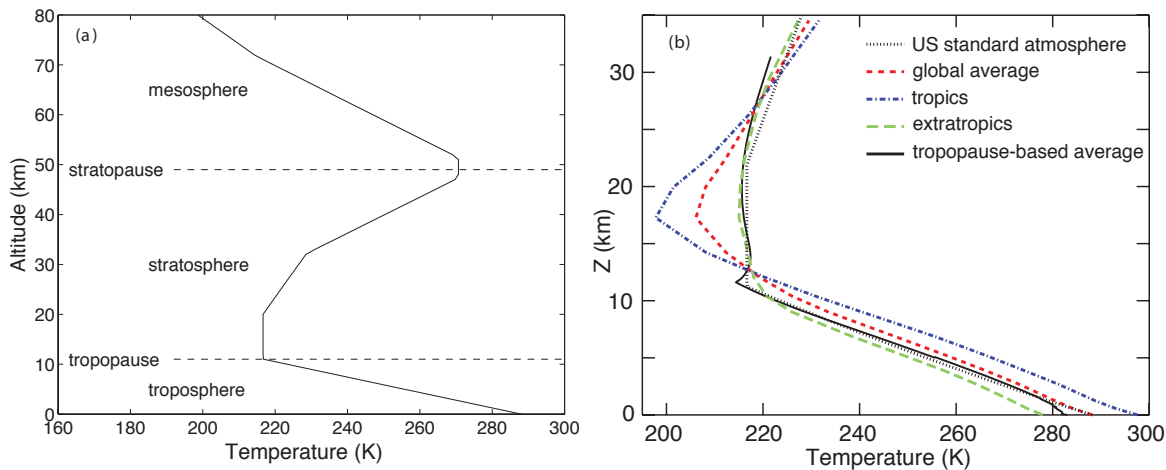 (a)
80
70
60
50
40
30
20
10
0
Altitude (km)
mesosphere
stratopause
stratosphere
tropopause
troposphere
160 180 200 220 240 260 280 300
Temperature (K)
(b)
US standard atmosphere
global average
tropics
extratropics
tropopause-based average
30
20
10
0
Z (km)
200 220 240 260 280 300
Temperature (K)